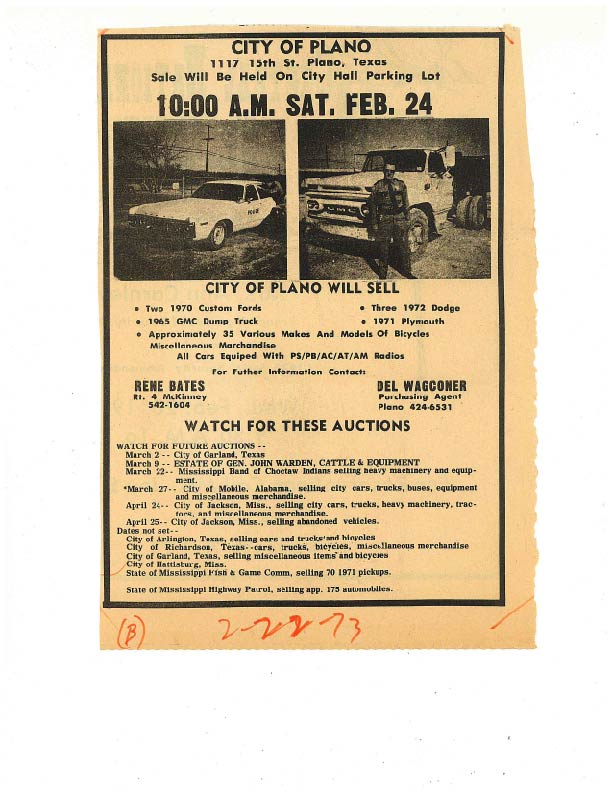 CITY OF PLANO
1117 15th St. Plano, Texas
Sale Will Be Held On City Hall Parking Lot
10:00 A.M. SAT. FEB. 24
GMC
CITY OF PLANO WILL SELL
• Two 1970 Custom Fords
• Three 1972 Dodge
• 1965 GMC Dump Truck
• 1971 Plymouth
• Approximately 35 Various Makes And Models Of Bicycles
Miscellaneous Marchandise
All Cars Equiped With PS/PB/AC/AT/AM Radios
For Futher Information Contact:
RENE BATES
Rt. 4 McKinney
542-1604
DEL WAGGONER
Purchasing Agent
Plano 424-6531
WATCH FOR THESE AUCTIONS
WATCH FOR FUTURE AUCTIONS --
March 2 -- City of Garland, Texas
March 9 -- ESTATE OF GEN. JOHN WARDEN, CATTLE & EQUIPMENT
March 22 -- Mississippi Band of Choctaw Indians selling heavy machinery and equip-
ment.
*March 27 -- City of Mobile, Alabama, selling city cars, trucks, buses, equipment
and miscellaneous merchandise.
April 24 -- City of Jackson, Miss., selling city cars, trucks, heavy machinery, trac-
tors, and miscellaneous merchandise.
April 25 -- City of Jackson, Miss., selling abandoned vehicles.
Dates not set --
City of Arlington, Texas, selling cars and trucks and bicycles
City of Richardson, Texas--cars, trucks, bicycles, miscellaneous merchandise
City of Garland, Texas, selling miscellaneous items and bicycles
City of Hattisburg, Miss.
State of Mississippi Fish & Game Comm, selling 70 1971 pickups.
State of Mississippi Highway Patrol, selling app. 175 automobiles.
(B) 2-22-73